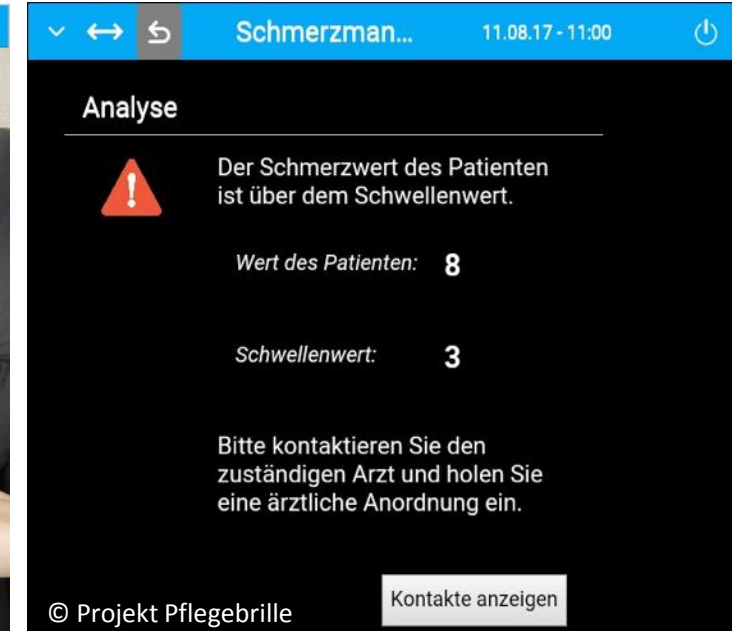 Schmerzman...
11.08.17 - 11:00
Analyse
Der Schmerzwert des Patienten
ist über dem Schwellenwert.
Wert des Patienten: 8
Schwellenwert: 3
Bitte kontaktieren Sie den
zuständigen Arzt und holen Sie
eine ärztliche Anordnung ein.
Kontakte anzeigen
© Projekt Pflegebrille